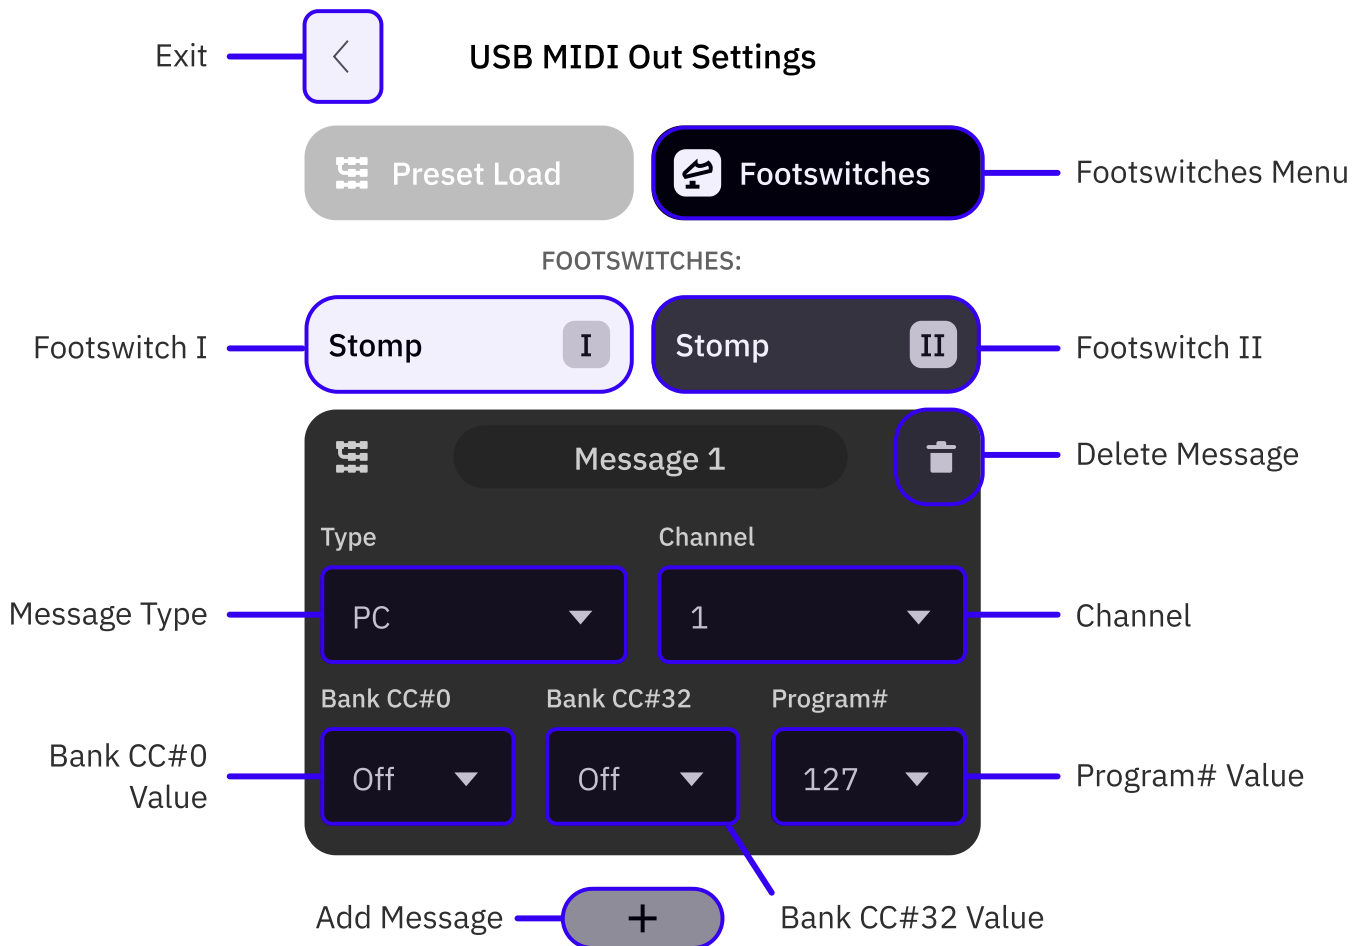 Exit
USB MIDI Out Settings
Preset Load
Footswitches
Footswitches Menu
FOOTSWITCHES:
Footswitch I
Stomp
I
Stomp
II
Footswitch II
Message 1
Delete Message
Type
Channel
Message Type
PC
1
Channel
Bank CC#0
Bank CC#32
Program#
Bank CC#0
Value
Off
Off
127
Program# Value
Add Message
+
Bank CC#32 Value